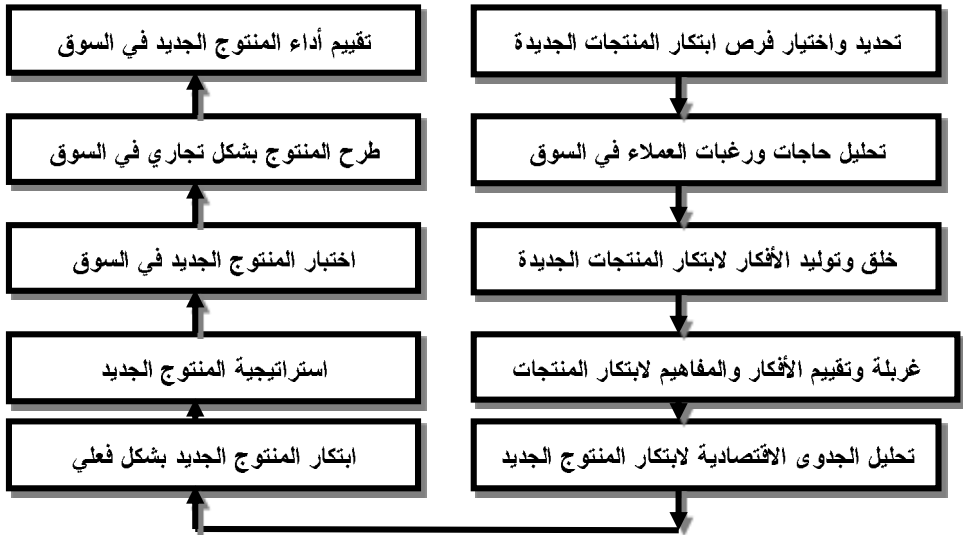 تحديد واختيار فرص ابتكار المنتجات الجديدة
تحليل حاجات ورغبات العملاء في السوق
خلق وتوليد الأفكار لابتكار المنتجات الجديدة
غربلة وتقييم الأفكار والمفاهيم لابتكار المنتجات
تحليل الجدوى الاقتصادية لابتكار المنتوج الجديد
ابتكار المنتوج الجديد بشكل فعلي
استراتيجية المنتوج الجديد
اختبار المنتوج الجديد في السوق
طرح المنتوج بشكل تجاري في السوق
تقييم أداء المنتوج الجديد في السوق